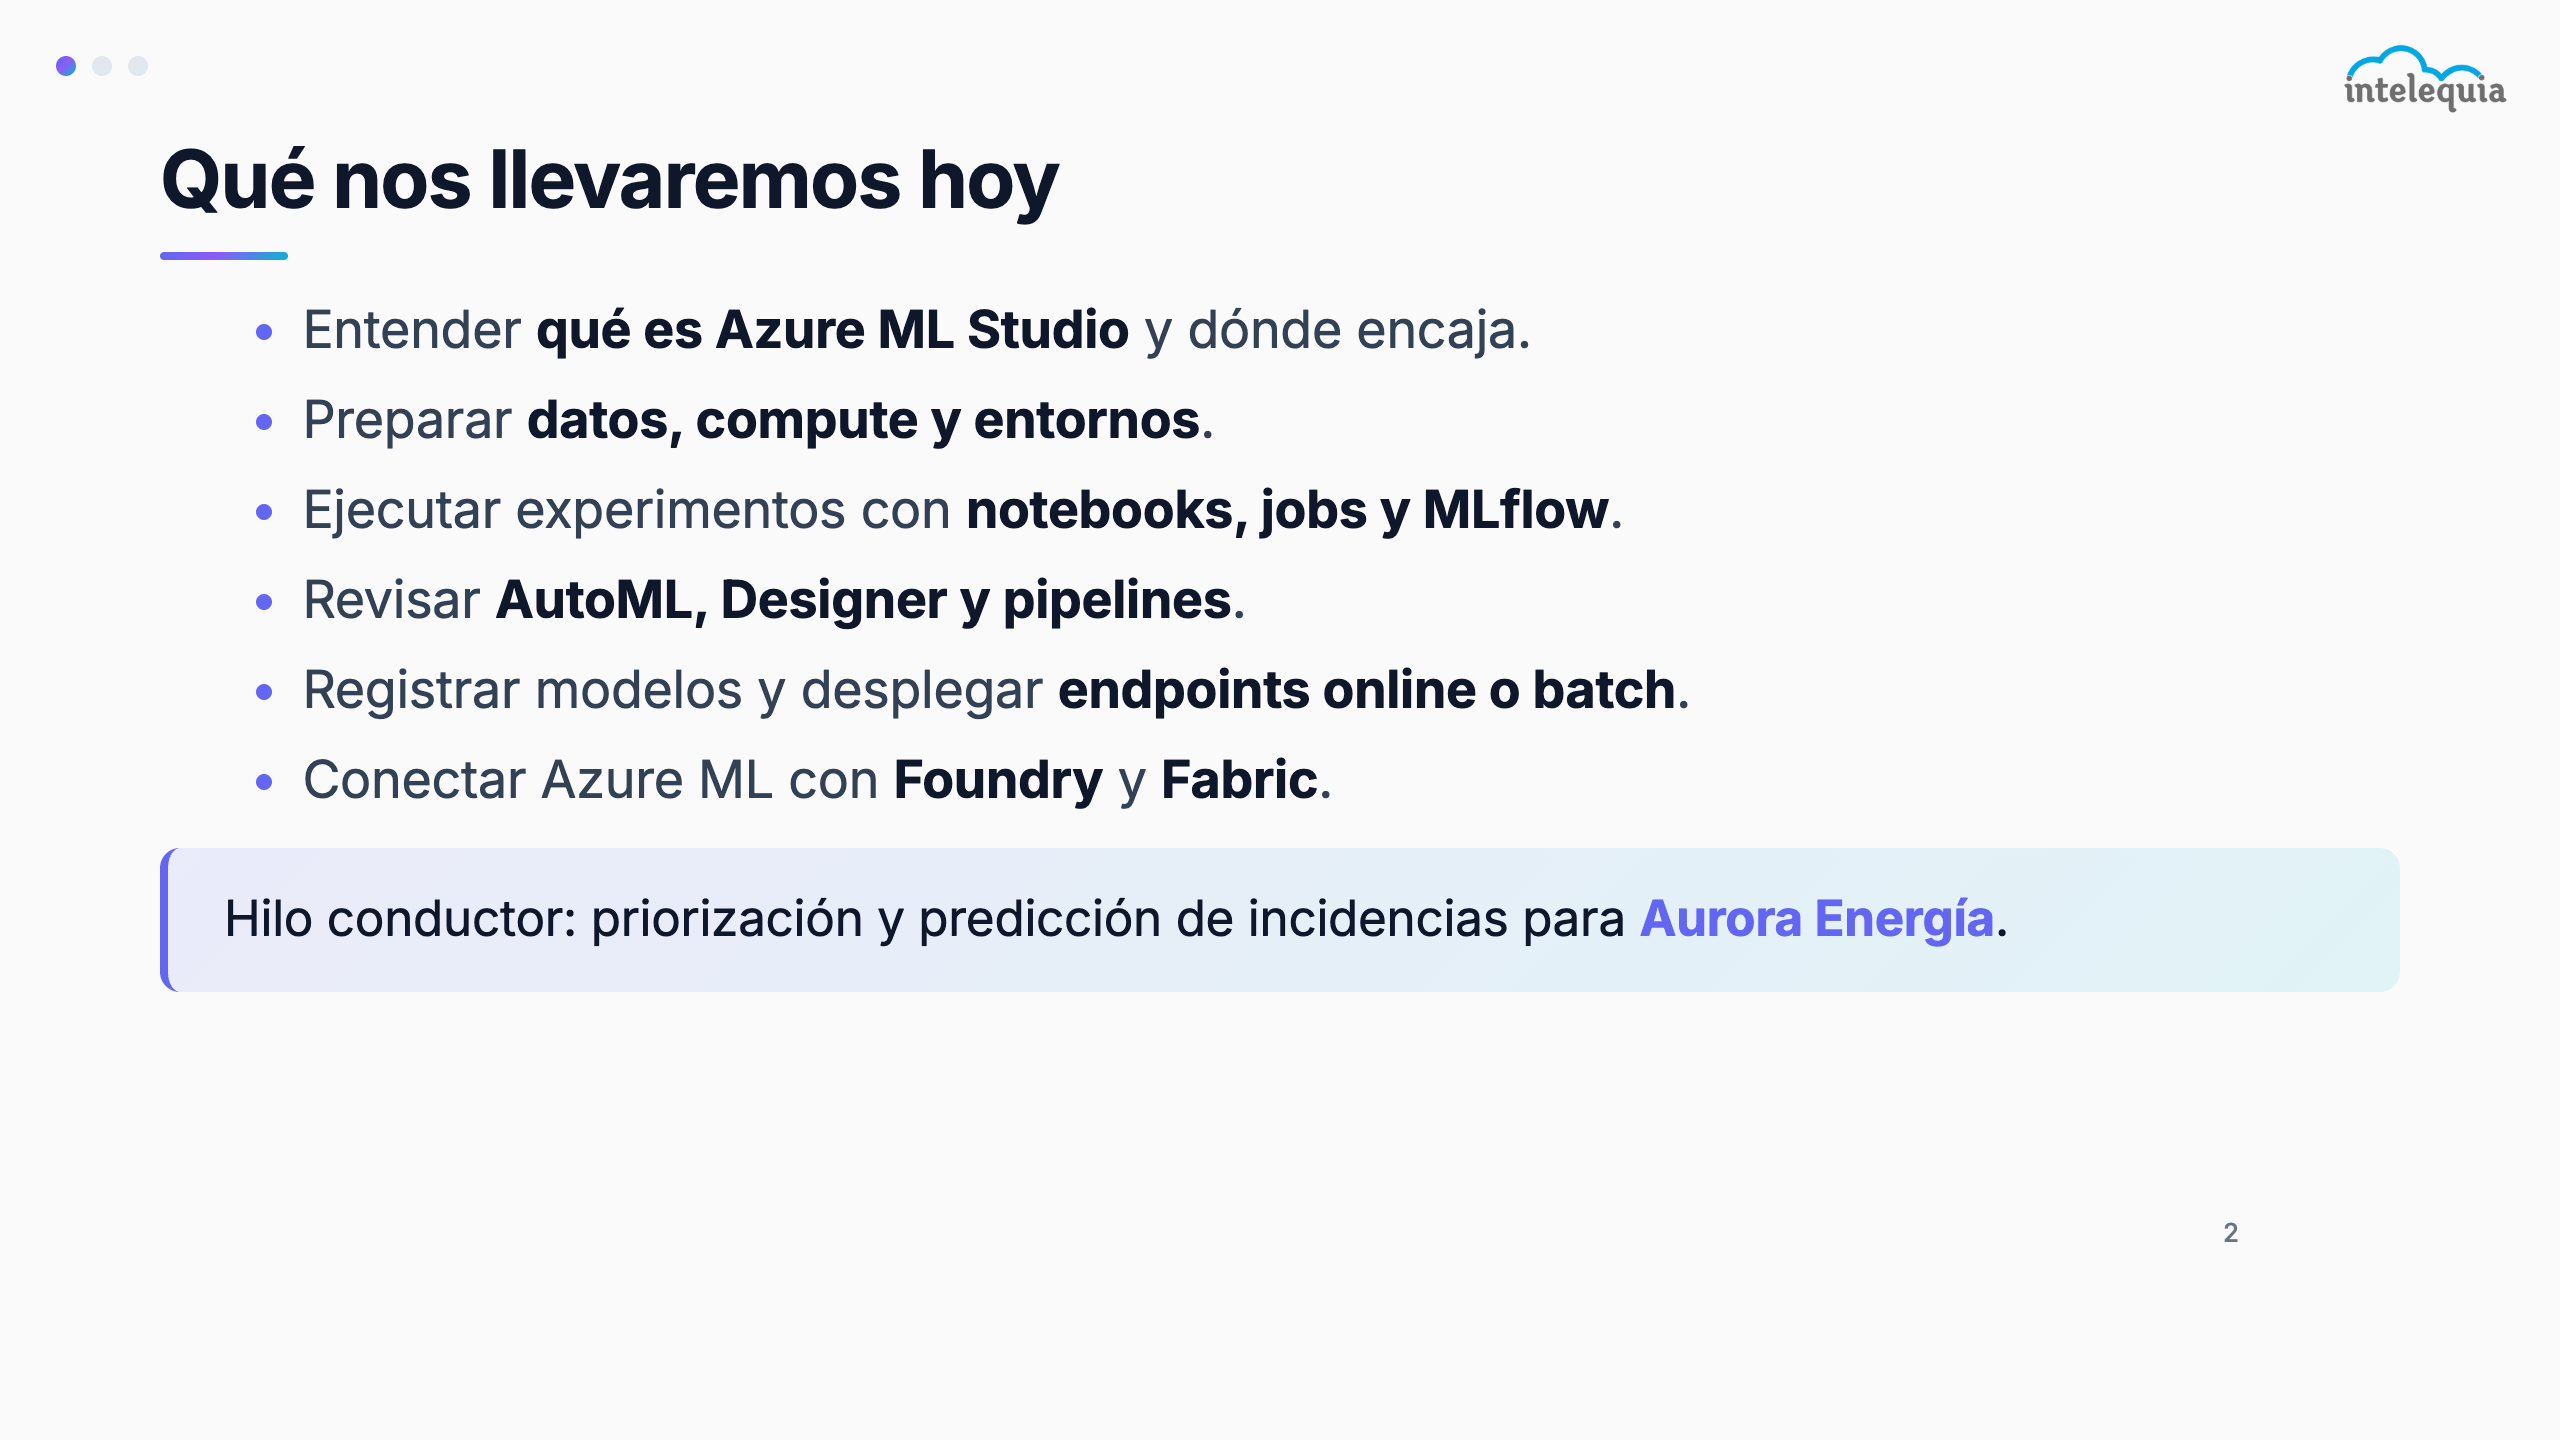 intelequia
Qué nos llevaremos hoy
Entender qué es Azure ML Studio y dónde encaja.
Preparar datos, compute y entornos.
Ejecutar experimentos con notebooks, jobs y MLflow.
Revisar AutoML, Designer y pipelines.
Registrar modelos y desplegar endpoints online o batch.
Conectar Azure ML con Foundry y Fabric.
Hilo conductor: priorización y predicción de incidencias para Aurora Energía.
2